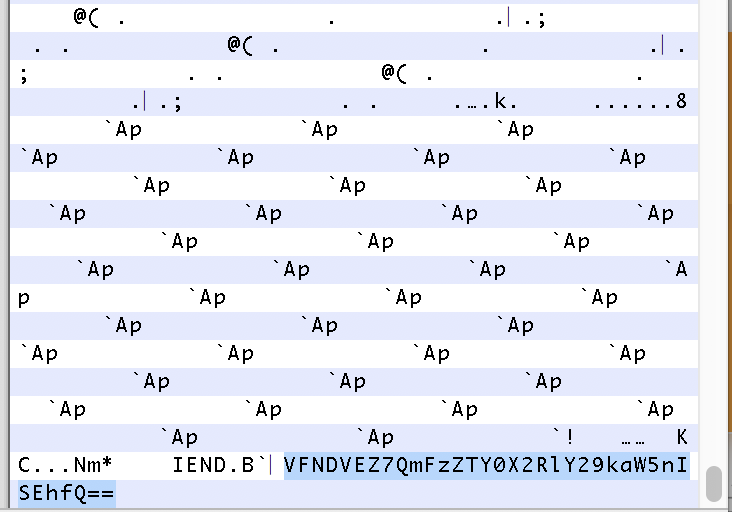 @( . . .| .;
. . @( . . .| .
; . . @( . .
.| .; . . .….k. ......8
`Ap `Ap `Ap
`Ap `Ap `Ap `Ap
`Ap `Ap `Ap
`Ap `Ap `Ap `Ap
`Ap `Ap `Ap
`Ap `Ap `Ap `A
p `Ap `Ap `Ap
`Ap `Ap `Ap
`Ap `Ap `Ap `Ap
`Ap `Ap `Ap
`Ap `Ap `Ap `Ap
`Ap `Ap `! …… K
C...Nm* IEND.B`| VFNDVEZ7QmFzZTY0X2RlY29kaW5nI
SEhfQ==